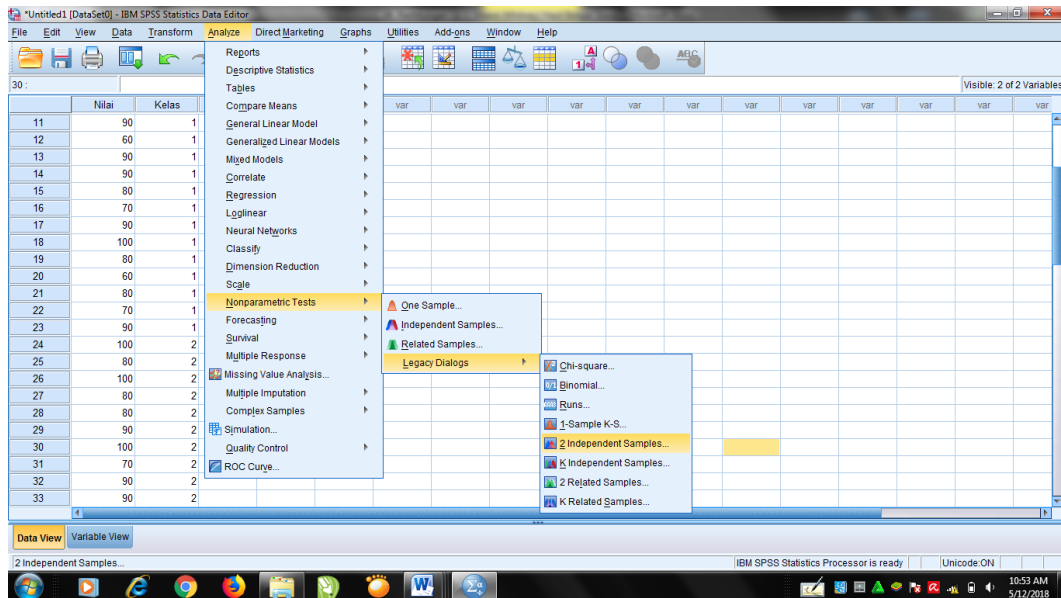 *Untitled1 [DataSet0] - IBM SPSS Statistics Data Editor
File Edit View Data Transform Analyze Direct Marketing Graphs Utilities Add-ons Window Help
30 :
Visible: 2 of 2 Variables
Nilai Kelas var var var var var var var var var var var
11 90 1
12 60 1
13 90 1
14 90 1
15 80 1
16 70 1
17 90 1
18 100 1
19 80 1
20 60 1
21 80 1
22 70 1
23 90 1
24 100 2
25 80 2
26 100 2
27 80 2
28 80 2
29 90 2
30 100 2
31 70 2
32 90 2
33 90 2
Reports
Descriptive Statistics
Tables
Compare Means
General Linear Model
Generalized Linear Models
Mixed Models
Correlate
Regression
Loglinear
Neural Networks
Classify
Dimension Reduction
Scale
Nonparametric Tests
Forecasting
Survival
Multiple Response
Missing Value Analysis...
Multiple Imputation
Complex Samples
Simulation...
Quality Control
ROC Curve...
One Sample...
Independent Samples...
Related Samples...
Legacy Dialogs
Chi-square...
Binomial...
Runs...
1-Sample K-S...
2 Independent Samples...
K Independent Samples...
2 Related Samples...
K Related Samples...
Data View Variable View
2 Independent Samples...
IBM SPSS Statistics Processor is ready
Unicode:ON
10:53 AM
5/12/2018